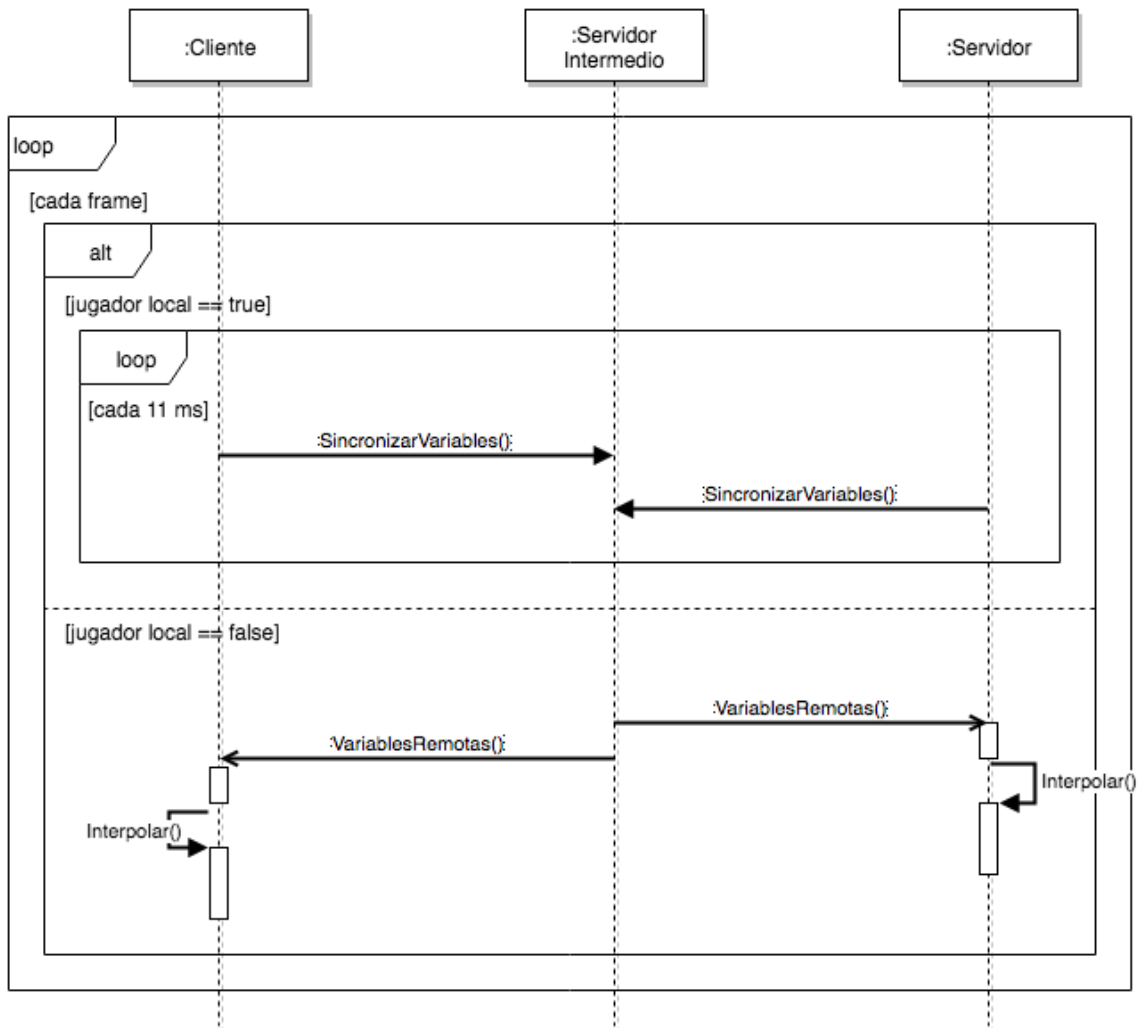 :Cliente
:Servidor
Intermedio
:Servidor
loop
[cada frame]
alt
[jugador local == true]
loop
[cada 11 ms]
:SincronizarVariables():
:SincronizarVariables():
[jugador local == false]
:VariablesRemotas():
:VariablesRemotas():
Interpolar()
Interpolar()